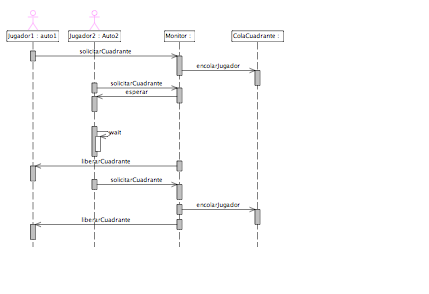 Jugador1 : auto1
Jugador2 : Auto2
Monitor :
ColaCuadrante :
solicitarCuadrante
encolarJugador
solicitarCuadrante
esperar
wait
liberarCuadrante
solicitarCuadrante
encolarJugador
liberarCuadrante